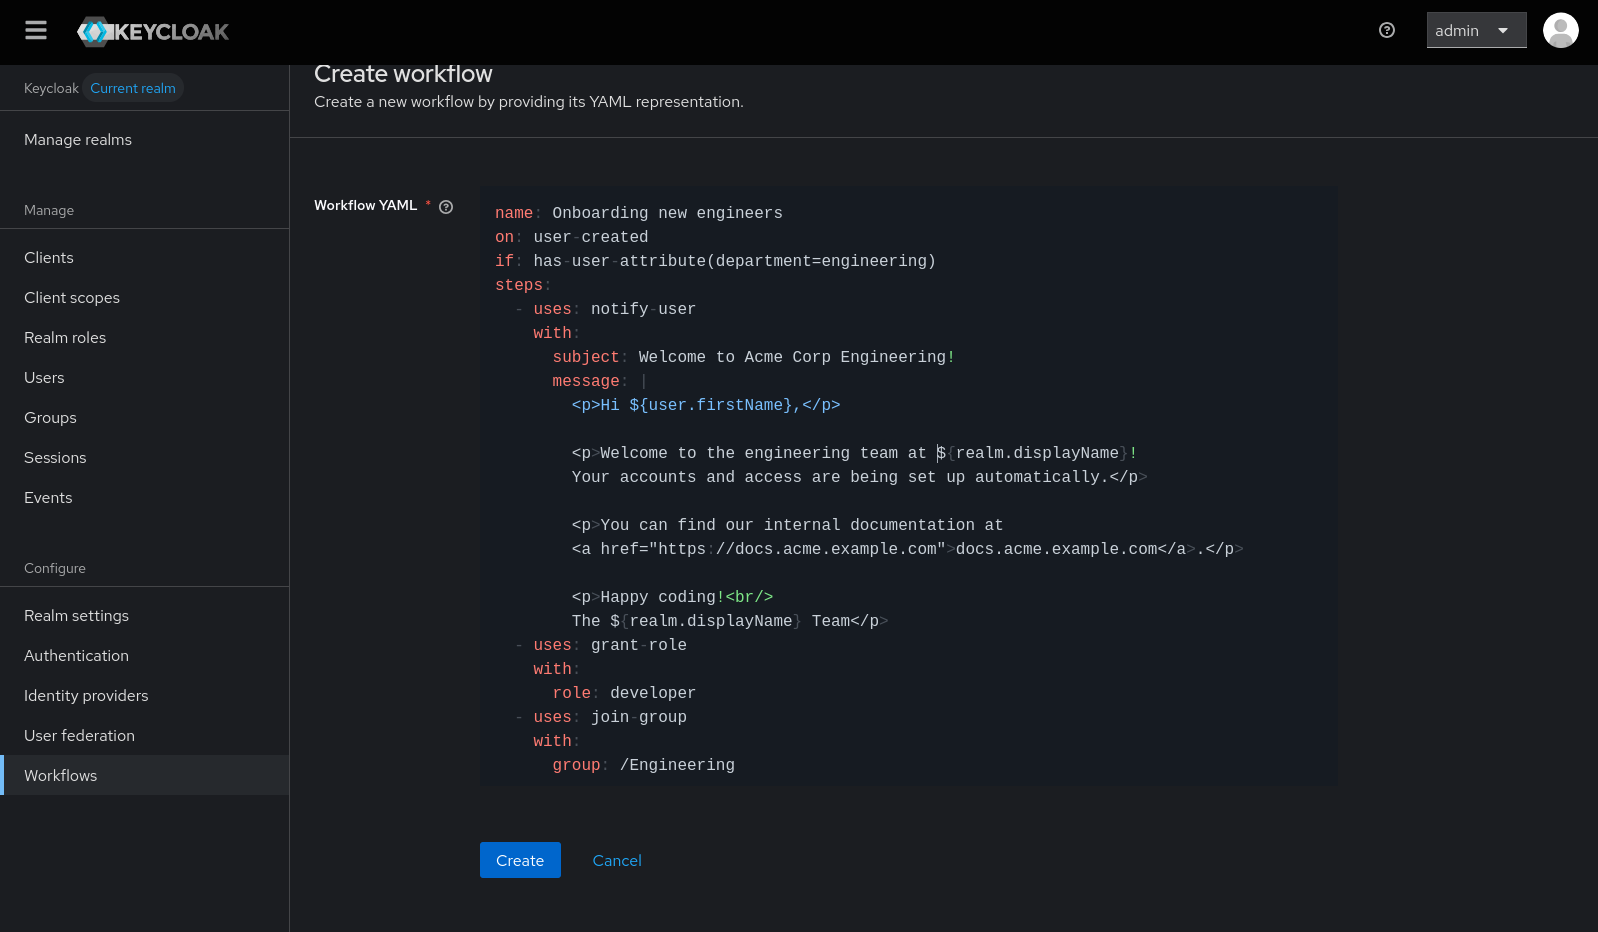 KEYCLOAK
admin
Keycloak Current realm
Manage realms
Manage
Clients
Client scopes
Realm roles
Users
Groups
Sessions
Events
Configure
Realm settings
Authentication
Identity providers
User federation
Workflows
Create workflow
Create a new workflow by providing its YAML representation.
Workflow YAML *
name: Onboarding new engineers
on: user-created
if: has-user-attribute(department=engineering)
steps:
  - uses: notify-user
    with:
      subject: Welcome to Acme Corp Engineering!
      message: |
        <p>Hi ${user.firstName},</p>

        <p>Welcome to the engineering team at ${realm.displayName}!
        Your accounts and access are being set up automatically.</p>

        <p>You can find our internal documentation at
        <a href="https://docs.acme.example.com">docs.acme.example.com</a>.</p>

        <p>Happy coding!<br/>
        The ${realm.displayName} Team</p>
  - uses: grant-role
    with:
      role: developer
  - uses: join-group
    with:
      group: /Engineering
Create
Cancel